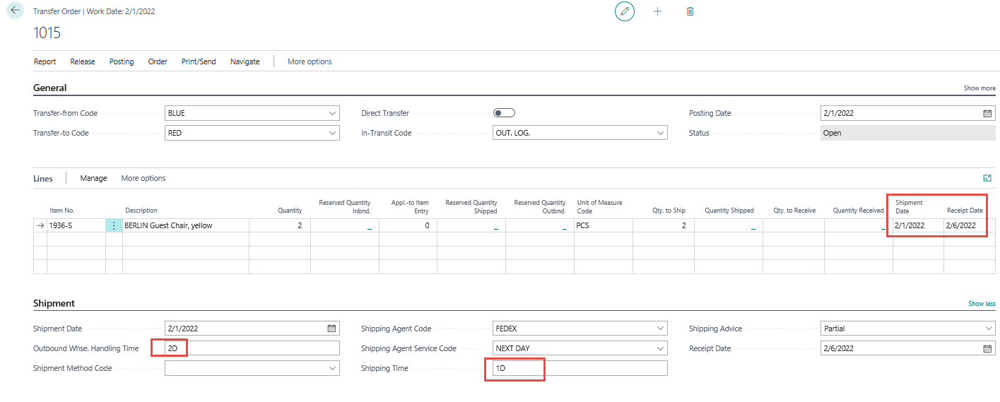 Transfer Order | Work Date: 2/1/2022
1015
Report Release Posting Order Print/Send Navigate More options
General Show more
Transfer-from Code BLUE Direct Transfer Posting Date 2/1/2022
Transfer-to Code RED In-Transit Code OUT. LOG. Status Open
Lines Manage More options
Item No. Description Quantity Reserved Quantity Inbnd. Appl.-to Item Entry Reserved Quantity Shipped Reserved Quantity Outbnd. Unit of Measure Code Qty. to Ship Quantity Shipped Qty. to Receive Quantity Received Shipment Date Receipt Date
1936-S BERLIN Guest Chair, yellow 2 _ 0 _ _ PCS 2 _ _ 2/1/2022 2/6/2022
Shipment Show less
Shipment Date 2/1/2022 Shipping Agent Code FEDEX Shipping Advice Partial
Outbound Whse. Handling Time 2D Shipping Agent Service Code NEXT DAY Receipt Date 2/6/2022
Shipment Method Code Shipping Time 1D